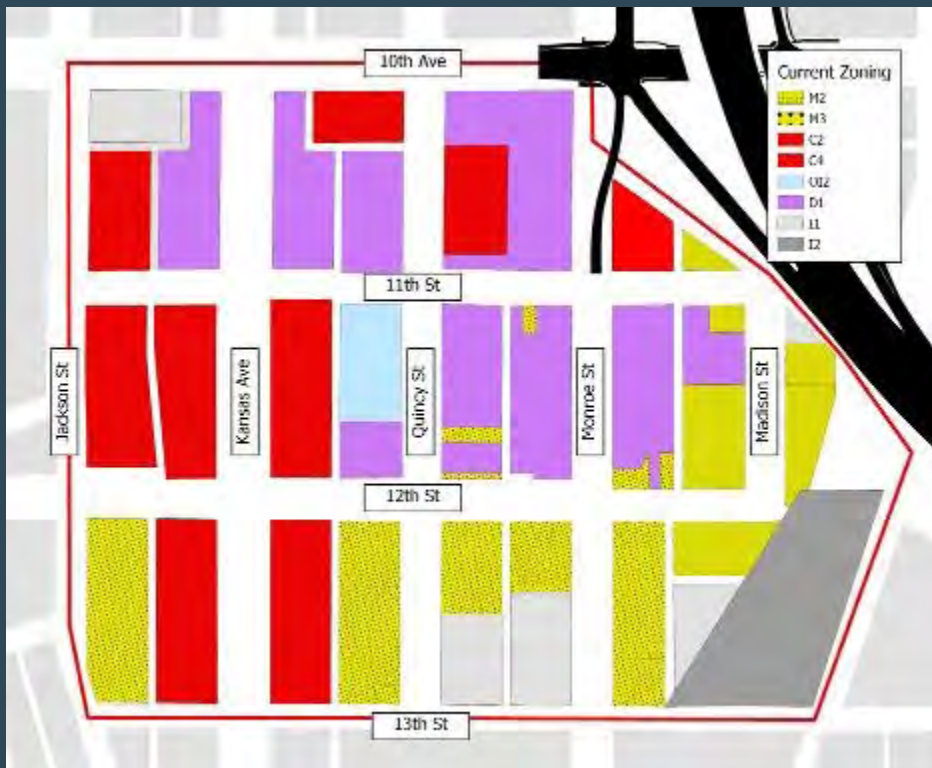 10th Ave
Current Zoning
M2
M3
C2
C4
OI2
D1
I1
I2
11th St
Jackson St
Kansas Ave
Quincy St
Monroe St
Madison St
12th St
13th St